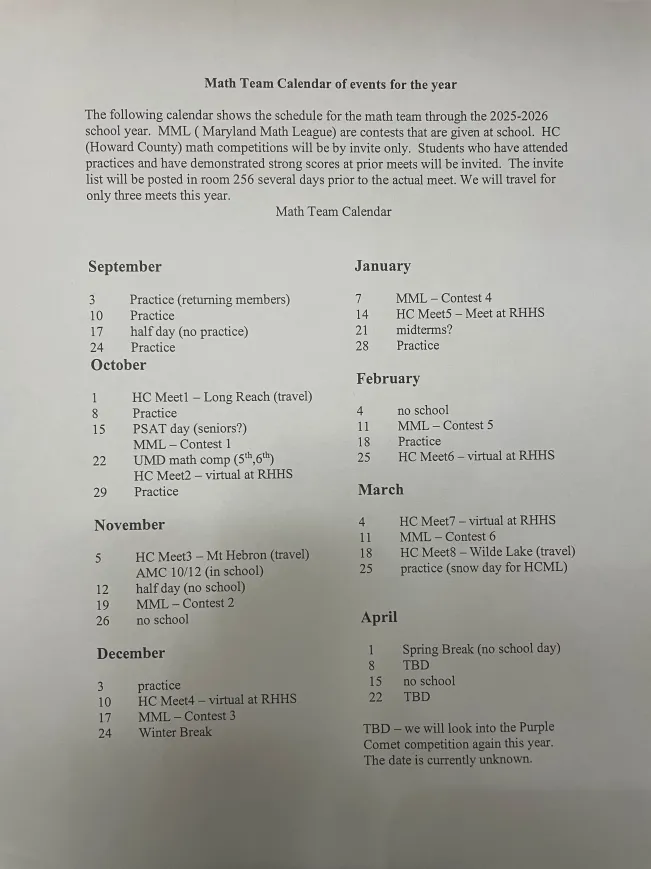 Math Team Calendar of events for the year
The following calendar shows the schedule for the math team through the 2025-2026
school year. MML ( Maryland Math League) are contests that are given at school. HC
(Howard County) math competitions will be by invite only. Students who have attended
practices and have demonstrated strong scores at prior meets will be invited. The invite
list will be posted in room 256 several days prior to the actual meet. We will travel for
only three meets this year.
Math Team Calendar
September
3 Practice (returning members)
10 Practice
17 half day (no practice)
24 Practice
October
1 HC Meet1 – Long Reach (travel)
8 Practice
15 PSAT day (seniors?)
MML – Contest 1
22 UMD math comp (5th,6th)
HC Meet2 – virtual at RHHS
29 Practice
November
5 HC Meet3 – Mt Hebron (travel)
AMC 10/12 (in school)
12 half day (no school)
19 MML – Contest 2
26 no school
December
3 practice
10 HC Meet4 – virtual at RHHS
17 MML – Contest 3
24 Winter Break
January
7 MML – Contest 4
14 HC Meet5 – Meet at RHHS
21 midterms?
28 Practice
February
4 no school
11 MML – Contest 5
18 Practice
25 HC Meet6 – virtual at RHHS
March
4 HC Meet7 – virtual at RHHS
11 MML – Contest 6
18 HC Meet8 – Wilde Lake (travel)
25 practice (snow day for HCML)
April
1 Spring Break (no school day)
8 TBD
15 no school
22 TBD
TBD – we will look into the Purple
Comet competition again this year.
The date is currently unknown.